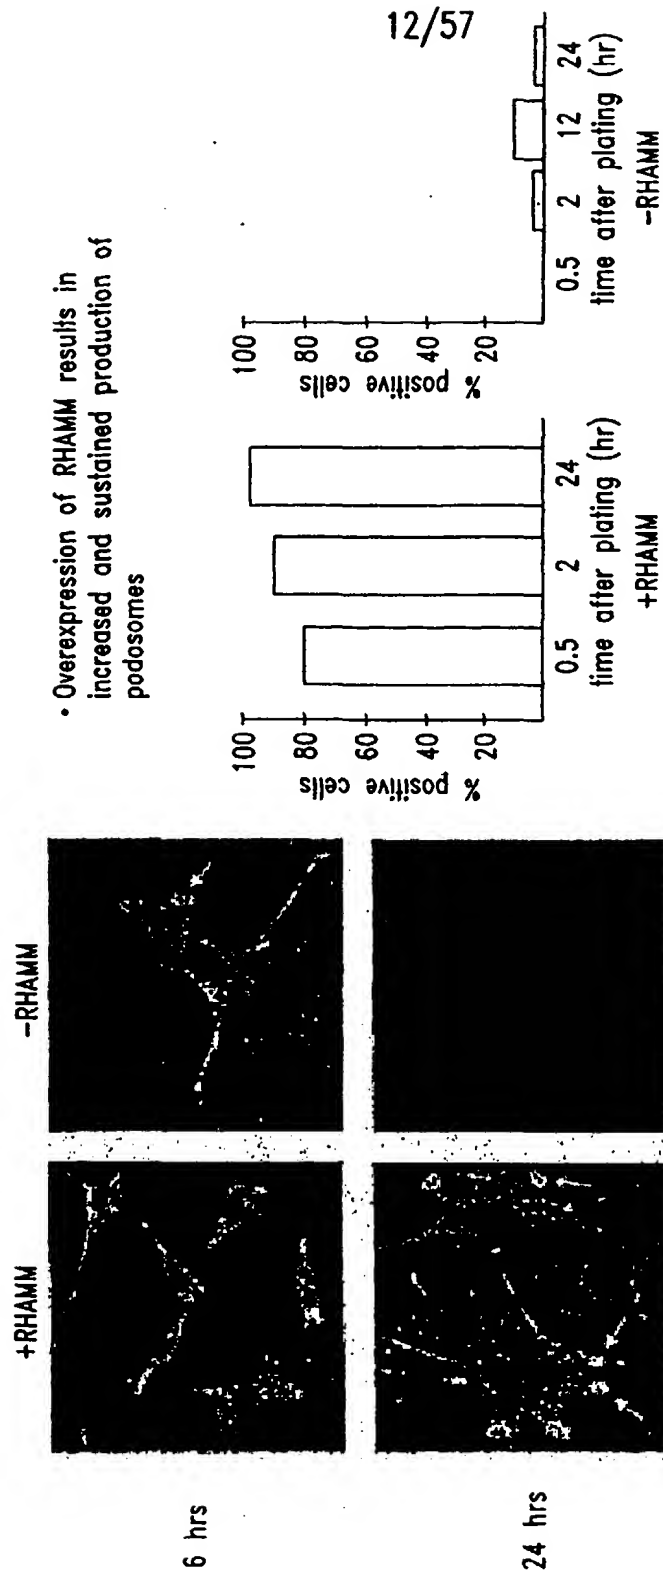 12/57
+RHAMM
-RHAMM
6 hrs
24 hrs
• Overexpression of RHAMM results in
increased and sustained production of
podosomes
% positive cells
100
80
60
40
20
0.5 2 24
time after plating (hr)
+RHAMM
% positive cells
100
80
60
40
20
0.5 2 12 24
time after plating (hr)
-RHAMM